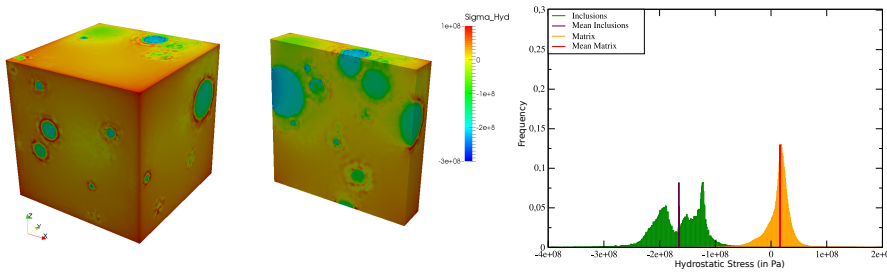 Sigma_Hyd
1e+08
0
-1e+8
-2e+8
-3e+08
Z
Y
X
Inclusions
Mean Inclusions
Matrix
Mean Matrix
Frequency
0,3
0,25
0,2
0,15
0,1
0,05
0
-4e+08 -3e+08 -2e+08 -1e+08 0 1e+08 2e+0
Hydrostatic Stress (in Pa)